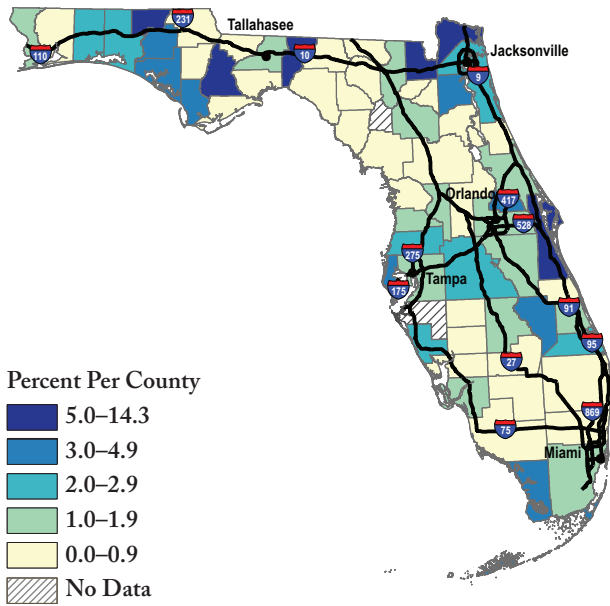 231
Tallahasee
110
10
Jacksonville
9
Orlando
417
528
275
Tampa
175
91
95
27
869
75
Miami
Percent Per County
5.0–14.3
3.0–4.9
2.0–2.9
1.0–1.9
0.0–0.9
No Data